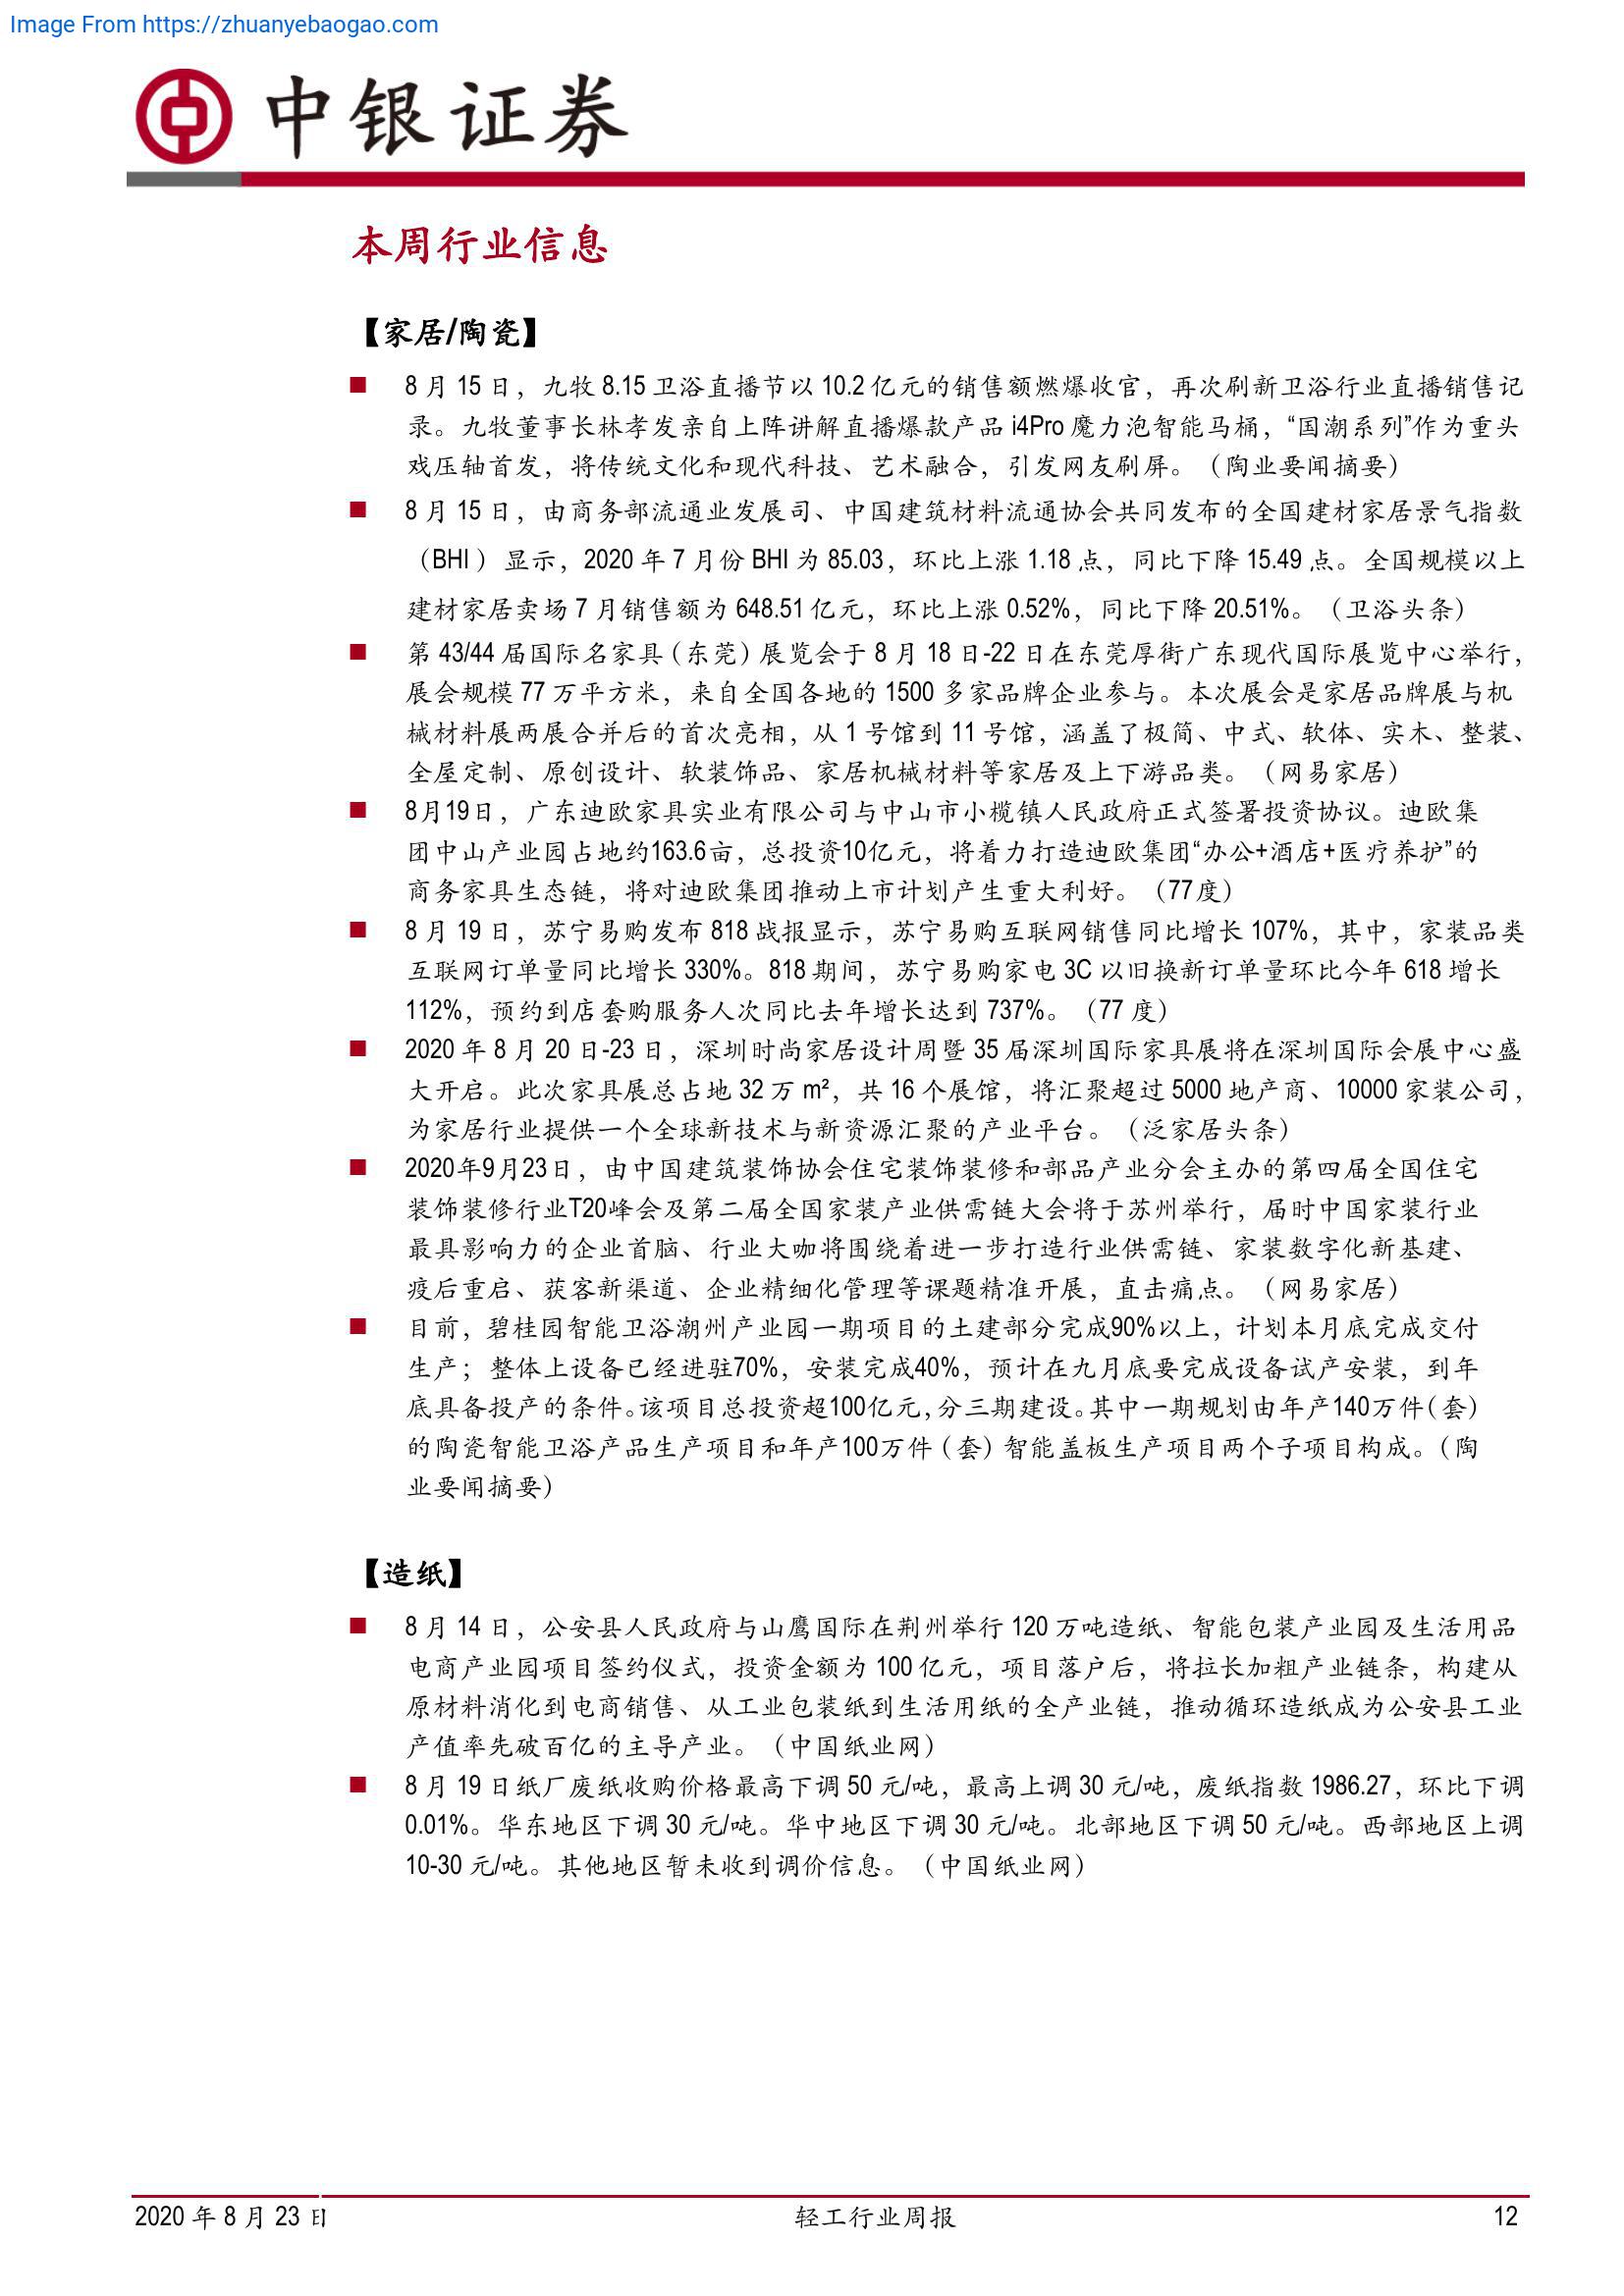 Image From https://zhuanyebaogao.com
中银证券
本周行业信息
【家居/陶瓷】
8 月 15 日，九牧 8.15 卫浴直播节以 10.2 亿元的销售额燃爆收官，再次刷新卫浴行业直播销售记
录。九牧董事长林孝发亲自上阵讲解直播爆款产品 i4Pro 魔力泡智能马桶，“国潮系列”作为重头
戏压轴首发，将传统文化和现代科技、艺术融合，引发网友刷屏。（陶业要闻摘要）
8 月 15 日，由商务部流通业发展司、中国建筑材料流通协会共同发布的全国建材家居景气指数
（BHI ）显示，2020 年 7 月份 BHI 为 85.03，环比上涨 1.18 点，同比下降 15.49 点。全国规模以上
建材家居卖场 7 月销售额为 648.51 亿元，环比上涨 0.52%，同比下降 20.51%。（卫浴头条）
第 43/44 届国际名家具（东莞）展览会于 8 月 18 日-22 日在东莞厚街广东现代国际展览中心举行，
展会规模 77 万平方米，来自全国各地的 1500 多家品牌企业参与。本次展会是家居品牌展与机
械材料展两展合并后的首次亮相，从 1 号馆到 11 号馆，涵盖了极简、中式、软体、实木、整装、
全屋定制、原创设计、软装饰品、家居机械材料等家居及上下游品类。（网易家居）
8月19日，广东迪欧家具实业有限公司与中山市小榄镇人民政府正式签署投资协议。迪欧集
团中山产业园占地约163.6亩，总投资10亿元，将着力打造迪欧集团“办公+酒店+医疗养护”的
商务家具生态链，将对迪欧集团推动上市计划产生重大利好。（77度）
8 月 19 日，苏宁易购发布 818 战报显示，苏宁易购互联网销售同比增长 107%，其中，家装品类
互联网订单量同比增长 330%。818 期间，苏宁易购家电 3C 以旧换新订单量环比今年 618 增长
112%，预约到店套购服务人次同比去年增长达到 737%。（77 度）
2020 年 8 月 20 日-23 日，深圳时尚家居设计周暨 35 届深圳国际家具展将在深圳国际会展中心盛
大开启。此次家具展总占地 32 万 m²，共 16 个展馆，将汇聚超过 5000 地产商、10000 家装公司，
为家居行业提供一个全球新技术与新资源汇聚的产业平台。（泛家居头条）
2020年9月23日，由中国建筑装饰协会住宅装饰装修和部品产业分会主办的第四届全国住宅
装饰装修行业T20峰会及第二届全国家装产业供需链大会将于苏州举行，届时中国家装行业
最具影响力的企业首脑、行业大咖将围绕着进一步打造行业供需链、家装数字化新基建、
疫后重启、获客新渠道、企业精细化管理等课题精准开展，直击痛点。（网易家居）
目前，碧桂园智能卫浴潮州产业园一期项目的土建部分完成90%以上，计划本月底完成交付
生产；整体上设备已经进驻70%，安装完成40%，预计在九月底要完成设备试产安装，到年
底具备投产的条件。该项目总投资超100亿元，分三期建设。其中一期规划由年产140万件（套）
的陶瓷智能卫浴产品生产项目和年产100万件（套）智能盖板生产项目两个子项目构成。（陶
业要闻摘要）
【造纸】
8 月 14 日，公安县人民政府与山鹰国际在荆州举行 120 万吨造纸、智能包装产业园及生活用品
电商产业园项目签约仪式，投资金额为 100 亿元，项目落户后，将拉长加粗产业链条，构建从
原材料消化到电商销售、从工业包装纸到生活用纸的全产业链，推动循环造纸成为公安县工业
产值率先破百亿的主导产业。（中国纸业网）
8 月 19 日纸厂废纸收购价格最高下调 50 元/吨，最高上调 30 元/吨，废纸指数 1986.27，环比下调
0.01%。华东地区下调 30 元/吨。华中地区下调 30 元/吨。北部地区下调 50 元/吨。西部地区上调
10-30 元/吨。其他地区暂未收到调价信息。（中国纸业网）
2020 年 8 月 23 日
轻工行业周报
12